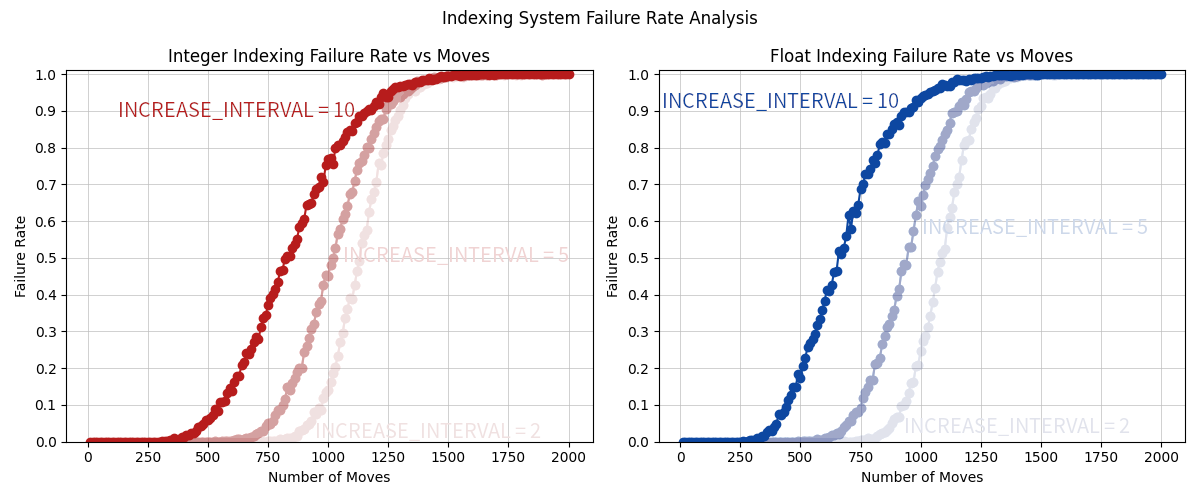 Indexing System Failure Rate Analysis
Integer Indexing Failure Rate vs Moves
Failure Rate
1.0
0.9
0.8
0.7
0.6
0.5
0.4
0.3
0.2
0.1
0.0
INCREASE_INTERVAL = 10
INCREASE_INTERVAL = 5
INCREASE_INTERVAL = 2
0 250 500 750 1000 1250 1500 1750 2000
Number of Moves
Float Indexing Failure Rate vs Moves
Failure Rate
1.0
0.9
0.8
0.7
0.6
0.5
0.4
0.3
0.2
0.1
0.0
INCREASE_INTERVAL = 10
INCREASE_INTERVAL = 5
INCREASE_INTERVAL = 2
0 250 500 750 1000 1250 1500 1750 2000
Number of Moves